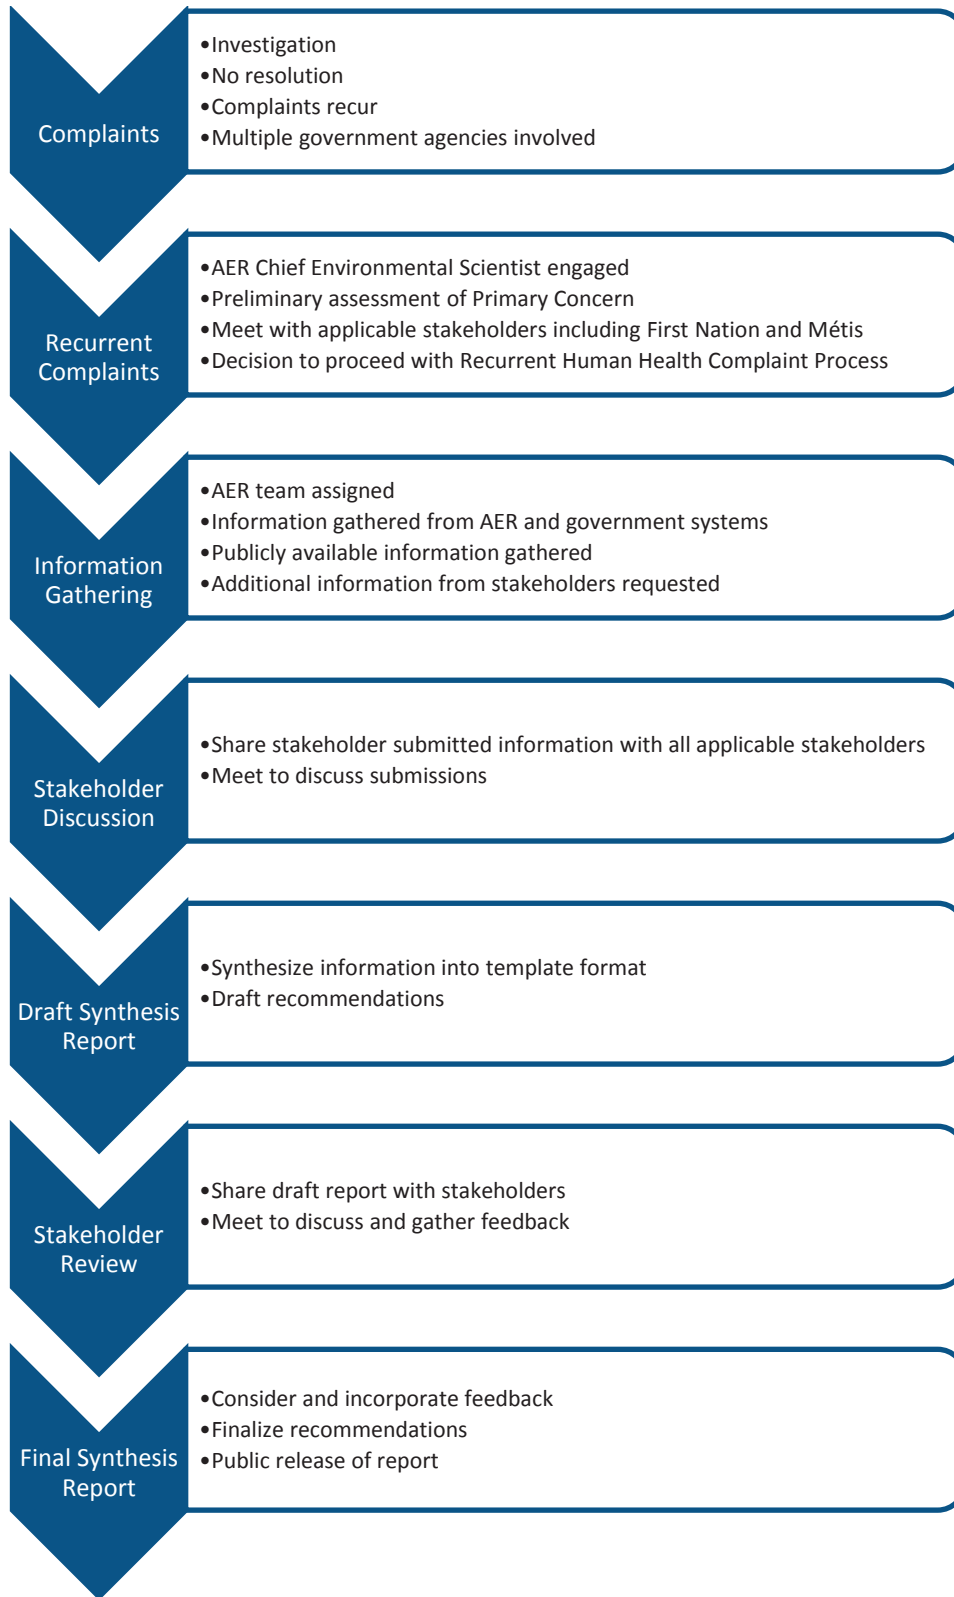 Complaints
•Investigation
•No resolution
•Complaints recur
•Multiple government agencies involved
Recurrent
Complaints
•AER Chief Environmental Scientist engaged
•Preliminary assessment of Primary Concern
•Meet with applicable stakeholders including First Nation and Métis
•Decision to proceed with Recurrent Human Health Complaint Process
Information
Gathering
•AER team assigned
•Information gathered from AER and government systems
•Publicly available information gathered
•Additional information from stakeholders requested
Stakeholder
Discussion
•Share stakeholder submitted information with all applicable stakeholders
•Meet to discuss submissions
Draft Synthesis
Report
•Synthesize information into template format
•Draft recommendations
Stakeholder
Review
•Share draft report with stakeholders
•Meet to discuss and gather feedback
Final Synthesis
Report
•Consider and incorporate feedback
•Finalize recommendations
•Public release of report